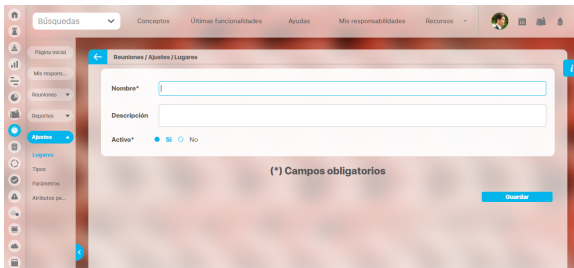 Búsquedas
Conceptos
Últimas funcionalidades
Ayudas
Mis responsabilidades
Recursos
Página inicial
Mis respons...
Reuniones
Reportes
Ajustes
Lugares
Tipos
Parámetros
Atributos pe...
Reuniones / Ajustes / Lugares
Nombre*
Descripción
Activo* Si No
(*) Campos obligatorios
Guardar
i